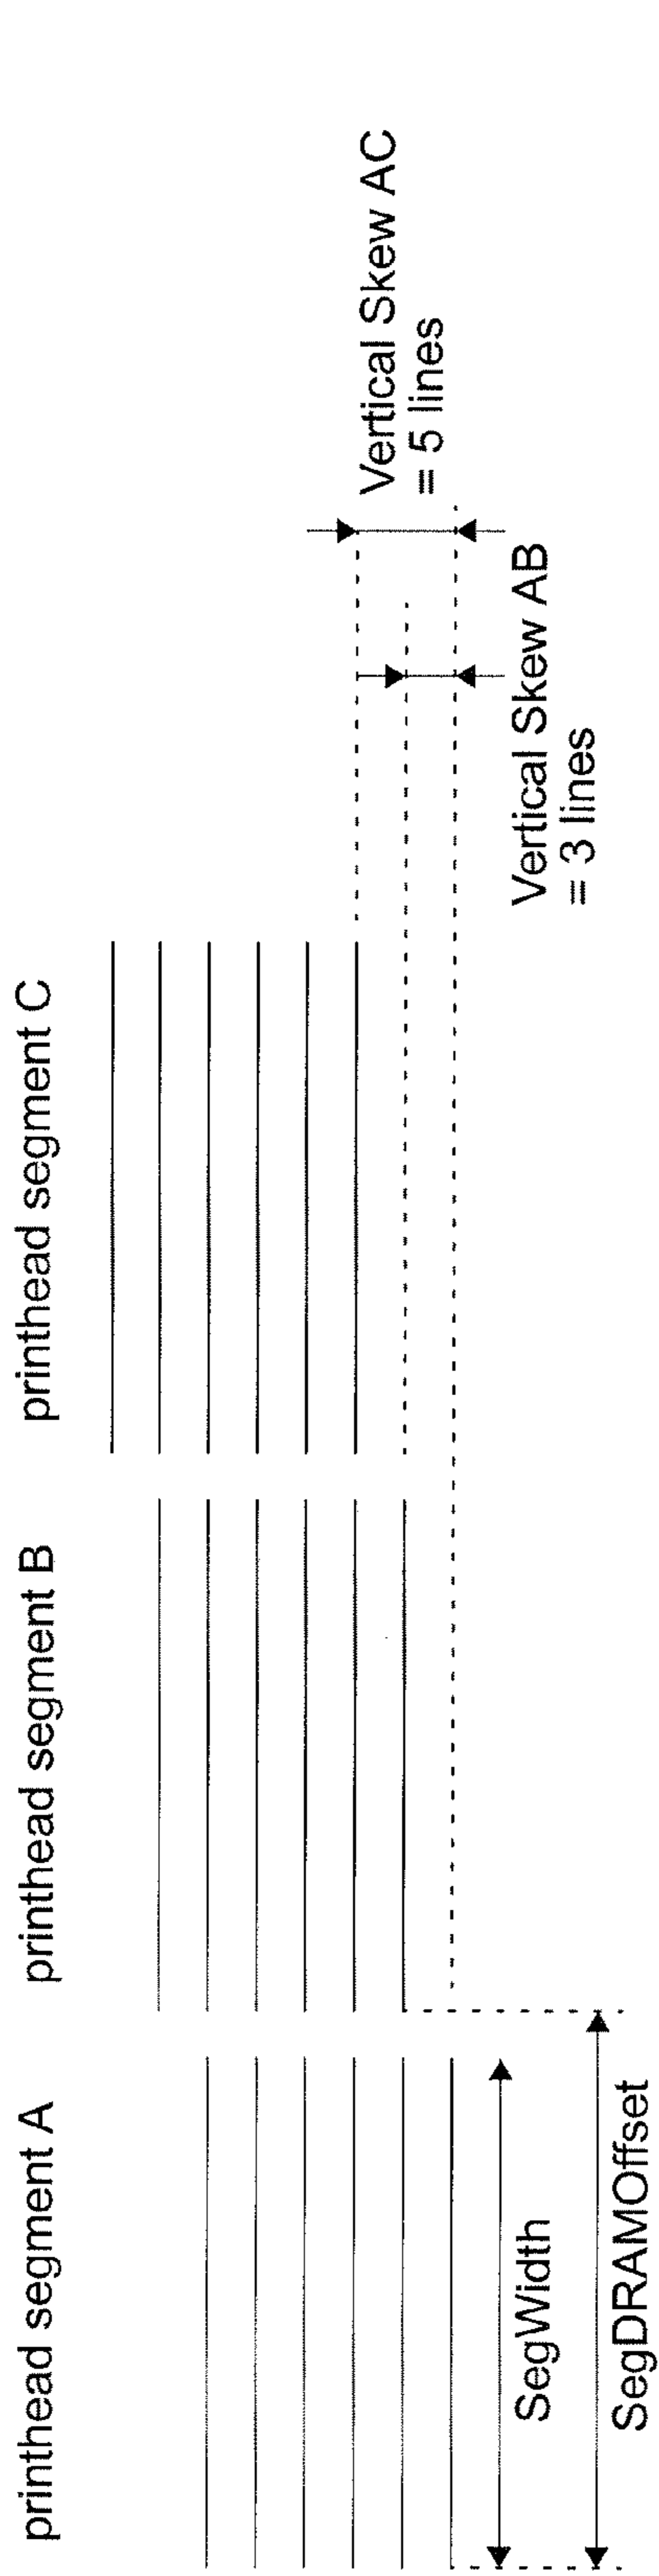 printhead segment A
printhead segment B
printhead segment C
Vertical Skew AC
= 5 lines
Vertical Skew AB
= 3 lines
SegWidth
SegDRAMOffset